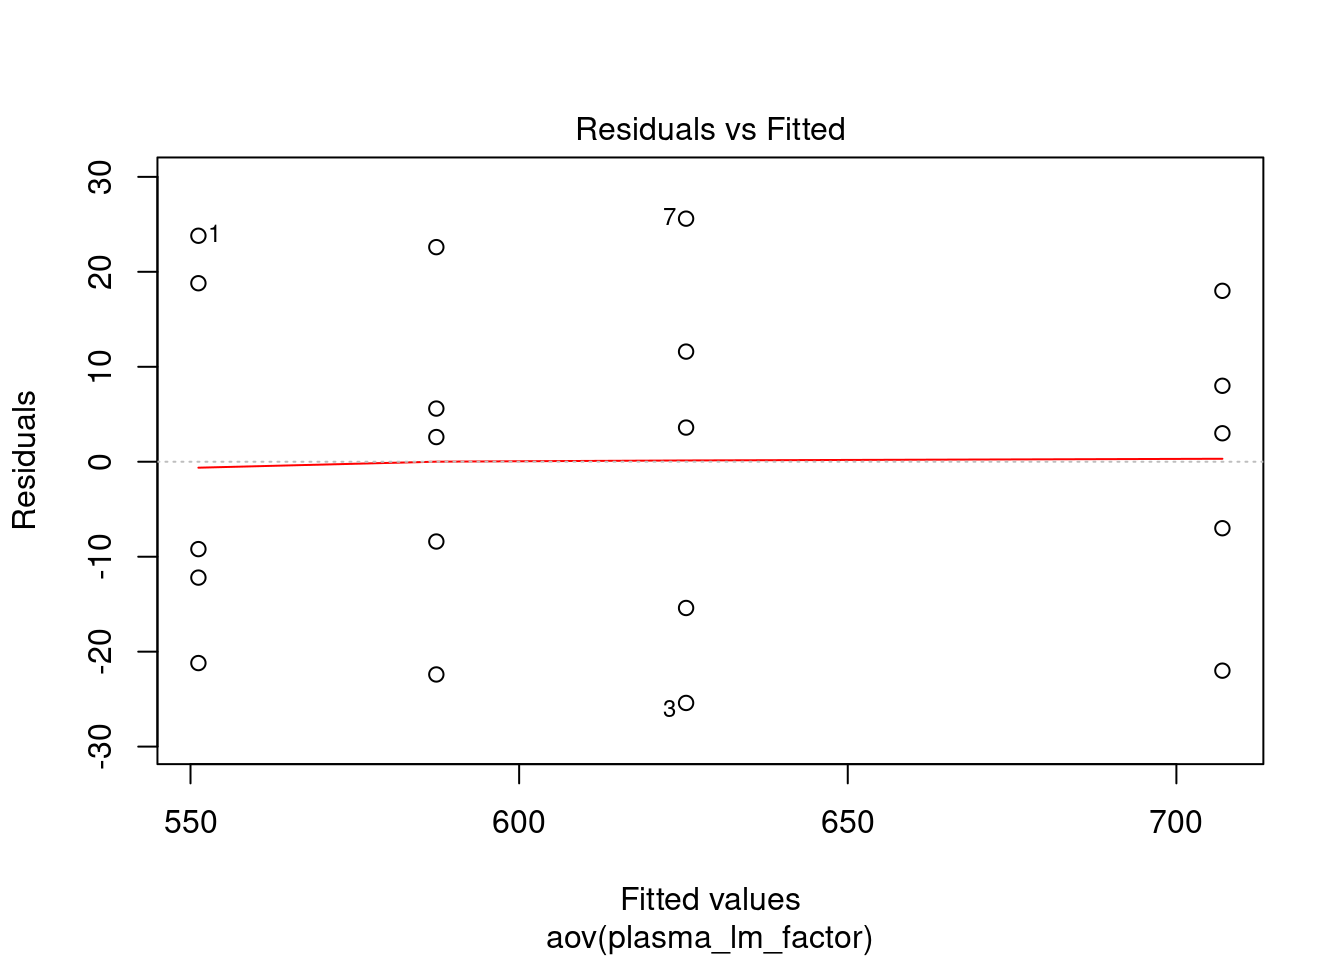 Residuals vs Fitted
30
20
10
0
-10
-20
-30
Residuals
1
7
3
550 600 650 700
Fitted values
aov(plasma_lm_factor)